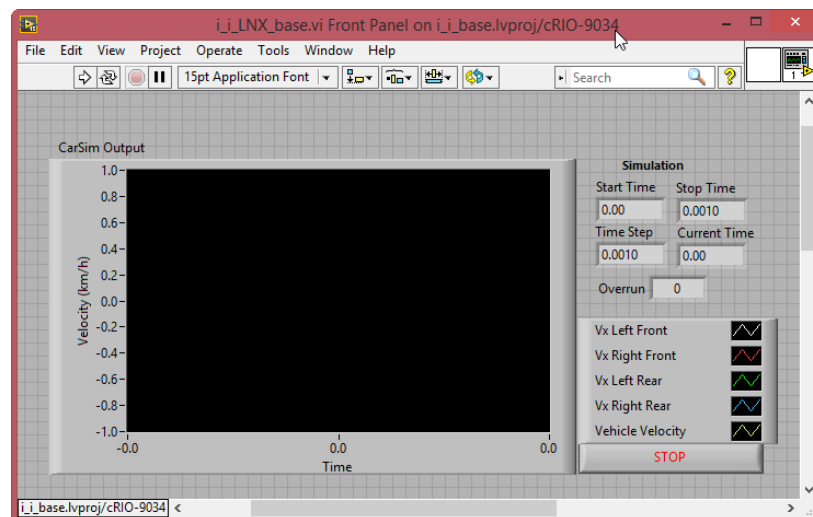 i_i_LNX_base.vi Front Panel on i_i_base.lvproj/cRIO-9034
File Edit View Project Operate Tools Window Help
15pt Application Font
Search
?
1
CarSim Output
1.0
0.8
0.6
0.4
0.2
0.0
-0.2
-0.4
-0.6
-0.8
-1.0
Velocity (km/h)
-0.0 0.0 0.0
Time
Simulation
Start Time Stop Time
0.00 0.0010
Time Step Current Time
0.0010 0.00
Overrun 0
Vx Left Front
Vx Right Front
Vx Left Rear
Vx Right Rear
Vehicle Velocity
STOP
i_i_base.lvproj/cRIO-9034